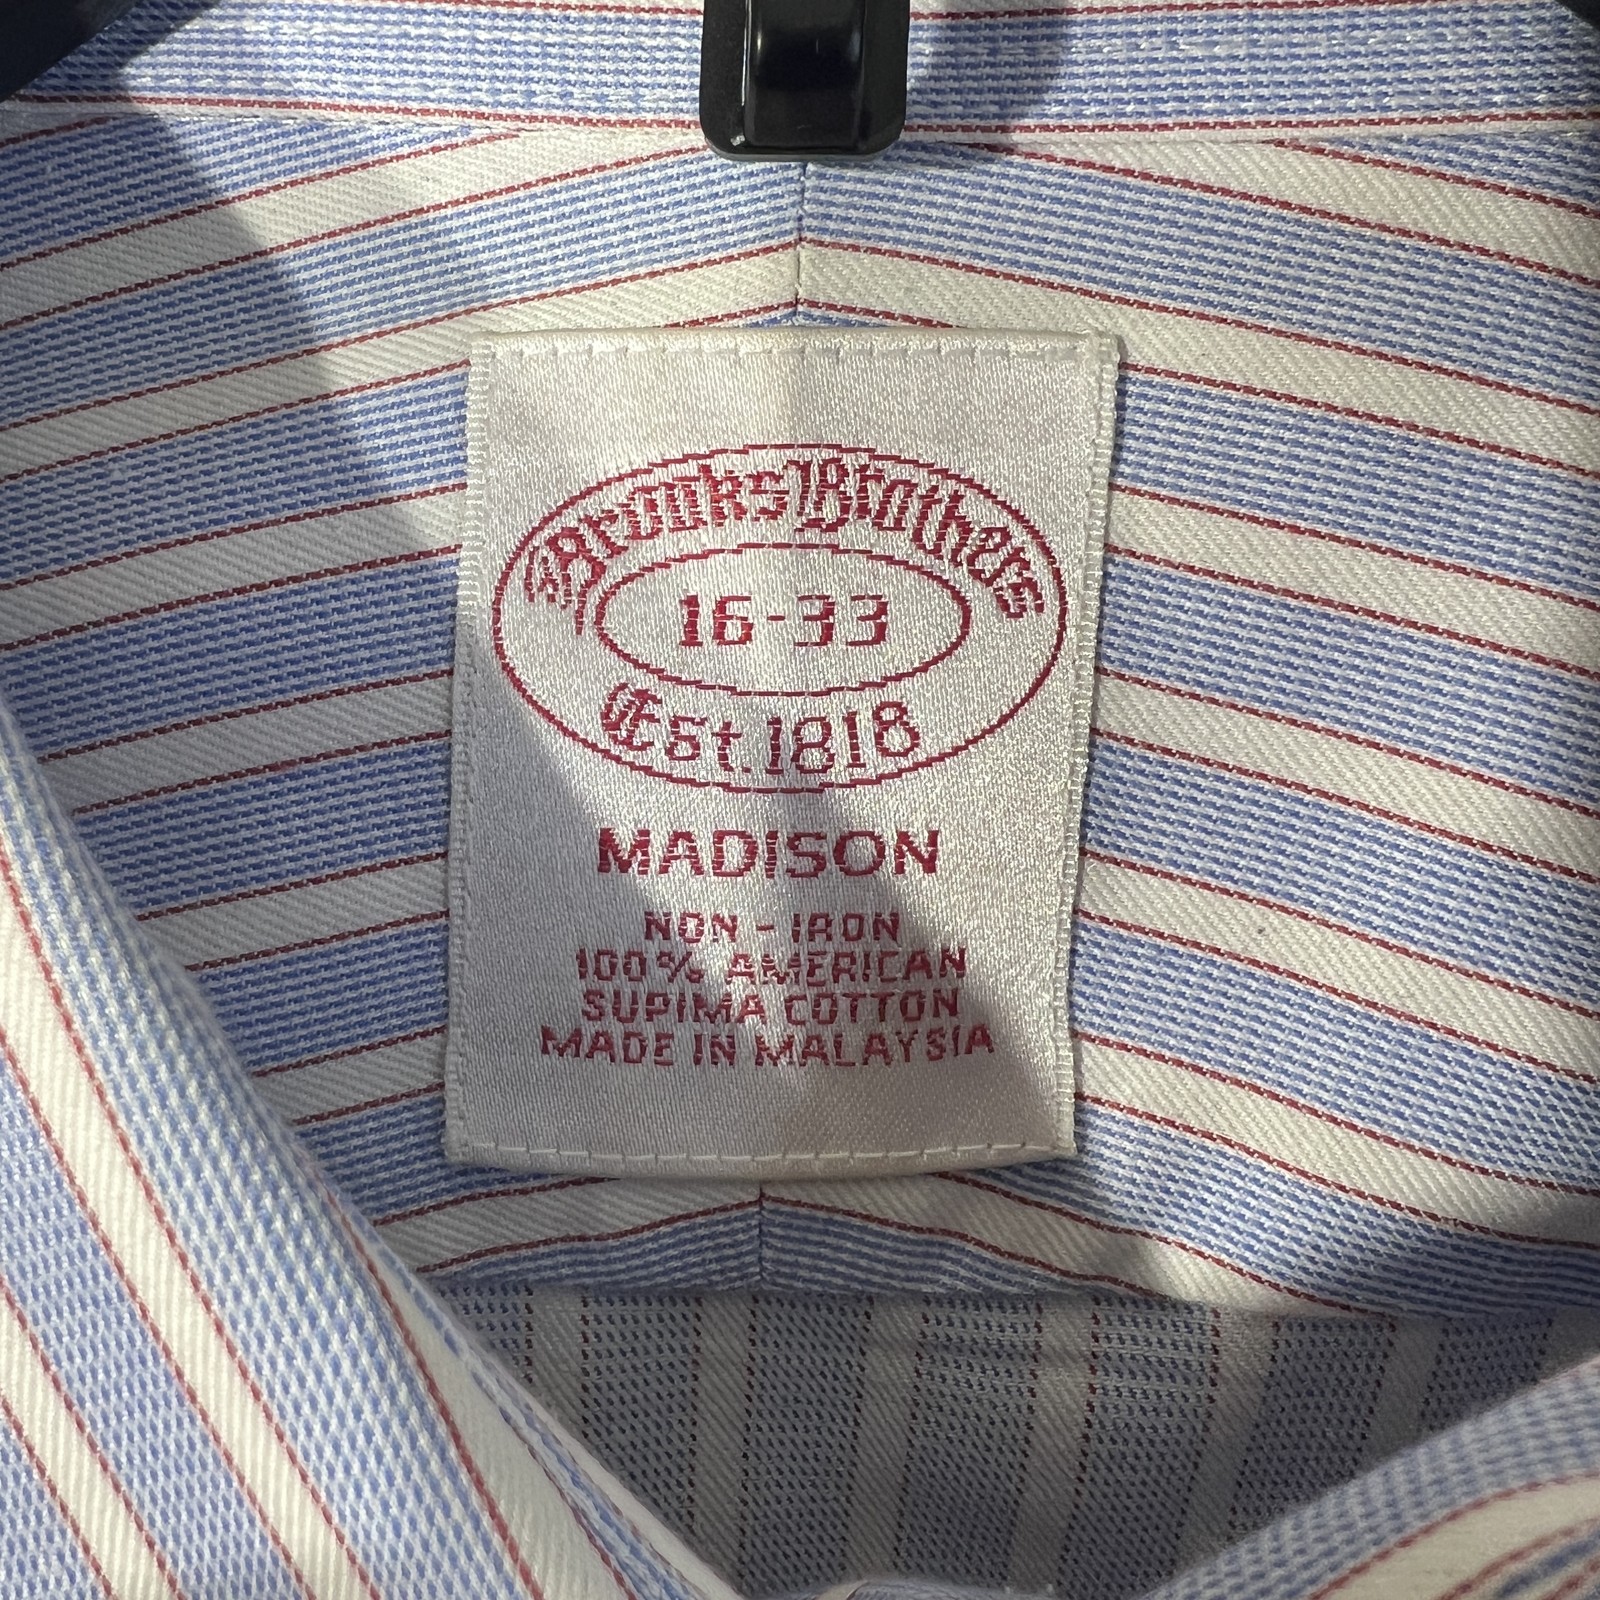 Brooks Brothers
16-33
Est. 1818
MADISON
NON - IRON
100% AMERICAN
SUPIMA COTTON
MADE IN MALAYSIA